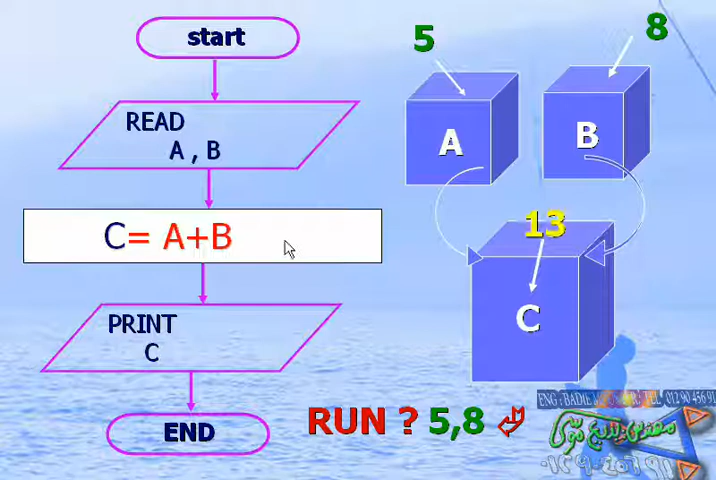 start
READ
A , B
C= A+B
PRINT
C
END
5
8
A
B
13
C
RUN ? 5,8